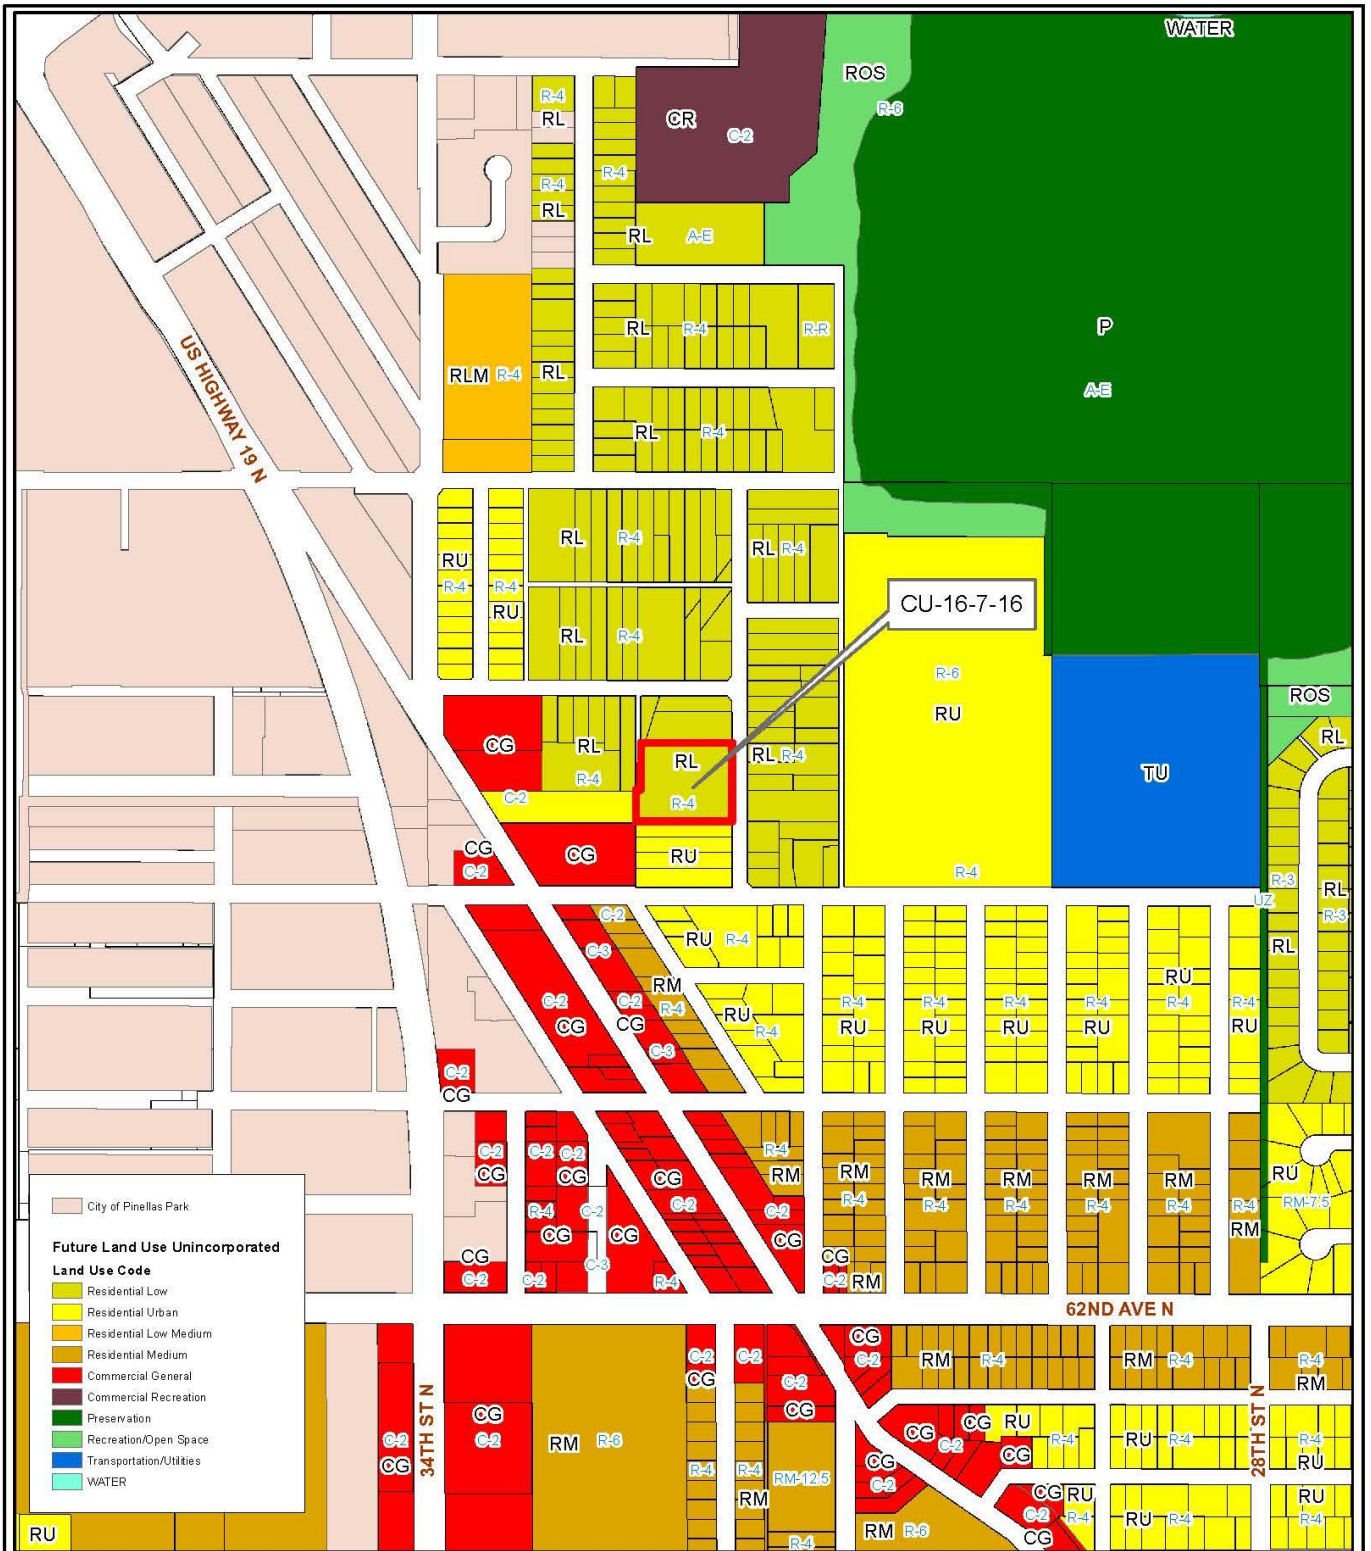 WATER
ROS
R-6
R-4
RL
CR
C-2
R-4
R-4
RL
RL
A-E
P
A-E
RL
R-4
R-R
US HIGHWAY 19 N
RLM
R-4
RL
RL
R-4
RL
R-4
RL
R-4
RU
R-4
R-4
RU
CU-16-7-16
RL
R-4
R-6
RU
ROS
RL
CG
RL
R-4
RL
R-4
RL
R-4
TU
C-2
CG
C-2
CG
RU
R-4
R-3
RL
R-3
UZ
C-2
RU
R-4
RL
C-3
RM
R-4
RU
R-4
C-2
CG
C-2
CG
C-3
RU
R-4
R-4
RU
R-4
RU
R-4
RU
R-4
RU
R-4
RU
C-2
CG
C-2
CG
C-2
C-2
CG
CG
C-2
R-4
RM
RM
R-4
RM
R-4
RM
R-4
RM
R-4
RM
R-4
R-4
RM
RU
RM-7.5
R-4
CG
C-2
CG
C-3
R-4
C-2
CG
CG
C-2
RM
CG
C-2
C-2
62ND AVE N
City of Pinellas Park
Future Land Use Unincorporated
Land Use Code
Residential Low
Residential Urban
Residential Low Medium
Residential Medium
Commercial General
Commercial Recreation
Preservation
Recreation/Open Space
Transportation/Utilities
WATER
RU
C-2
CG
34TH ST N
CG
C-2
RM
R-6
C-2
CG
C-2
C-2
CG
CG
C-2
RM
R-4
RM
R-4
R-4
RM
28TH ST N
R-4
R-4
RM
RM-12.5
R-4
CG
C-2
CG
RU
R-4
CG
CG
C-2
RU
R-4
R-4
RU
RM
R-6
CG
RU
C-2
R-4
CG
RU
R-4
RU
R-4